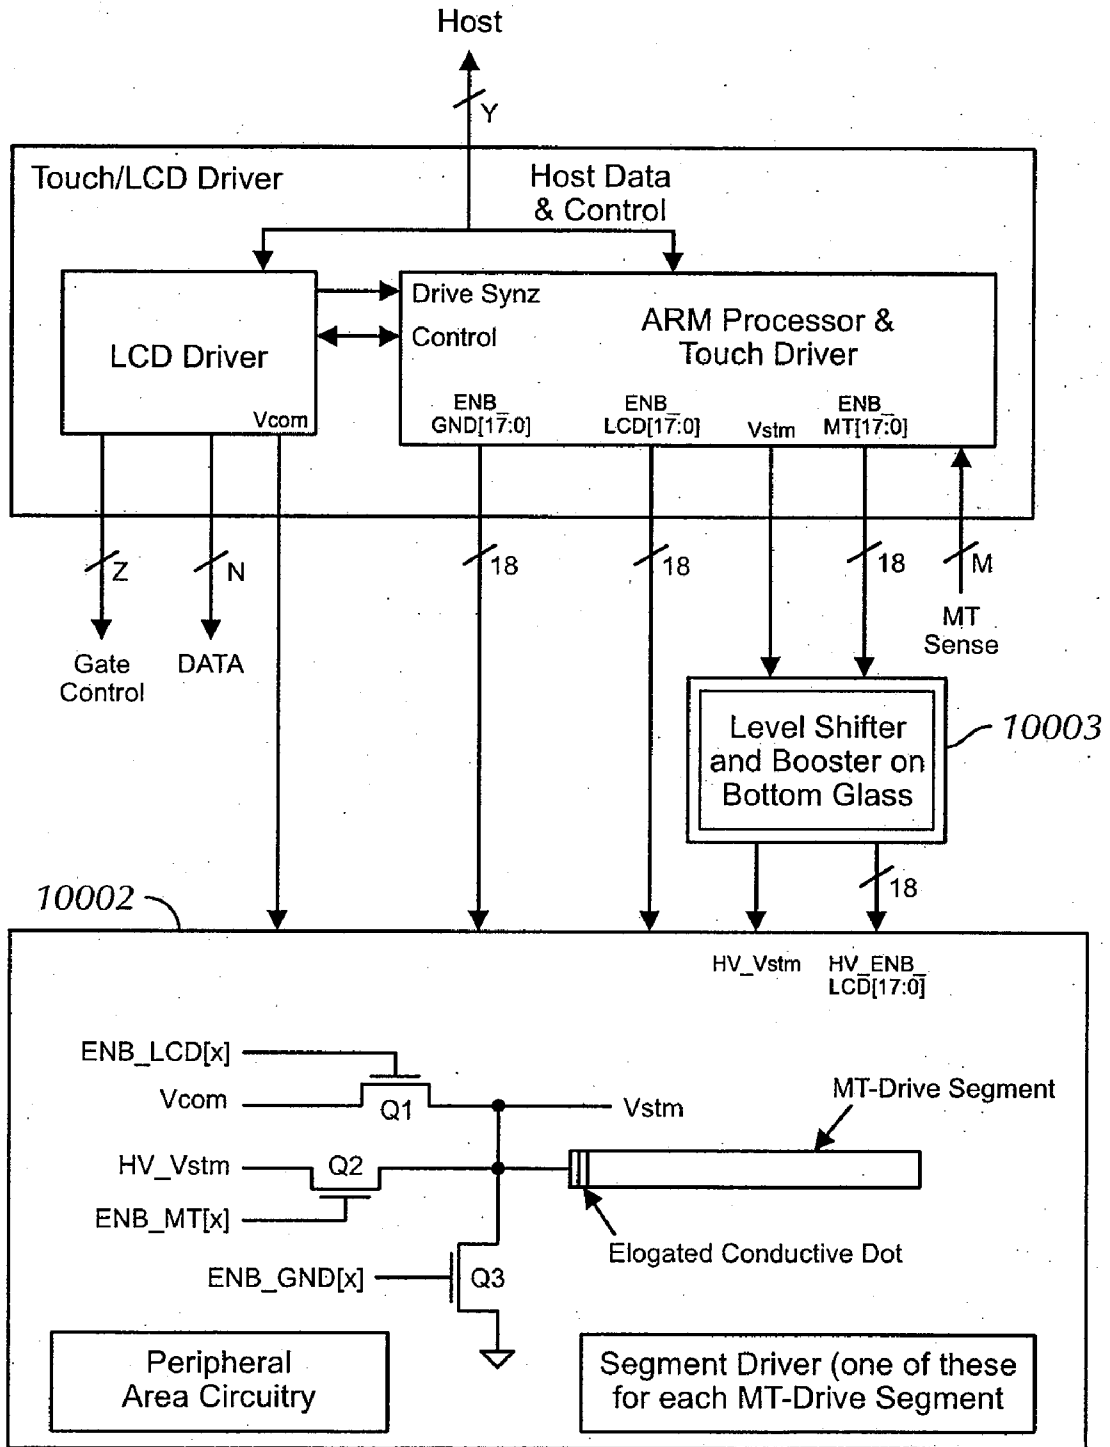 Host
Y
Touch/LCD Driver
Host Data
& Control
LCD Driver
Vcom
Drive Synz
Control
ARM Processor &
Touch Driver
ENB_
GND[17:0]
ENB_
LCD[17:0]
Vstm
ENB_
MT[17:0]
Z
N
18
18
18
M
Gate
Control
DATA
MT
Sense
Level Shifter
and Booster on
Bottom Glass
10003
18
10002
HV_Vstm
HV_ENB_
LCD[17:0]
ENB_LCD[x]
Vcom
Q1
Vstm
MT-Drive Segment
HV_Vstm
Q2
ENB_MT[x]
Elogated Conductive Dot
ENB_GND[x]
Q3
Peripheral
Area Circuitry
Segment Driver (one of these
for each MT-Drive Segment